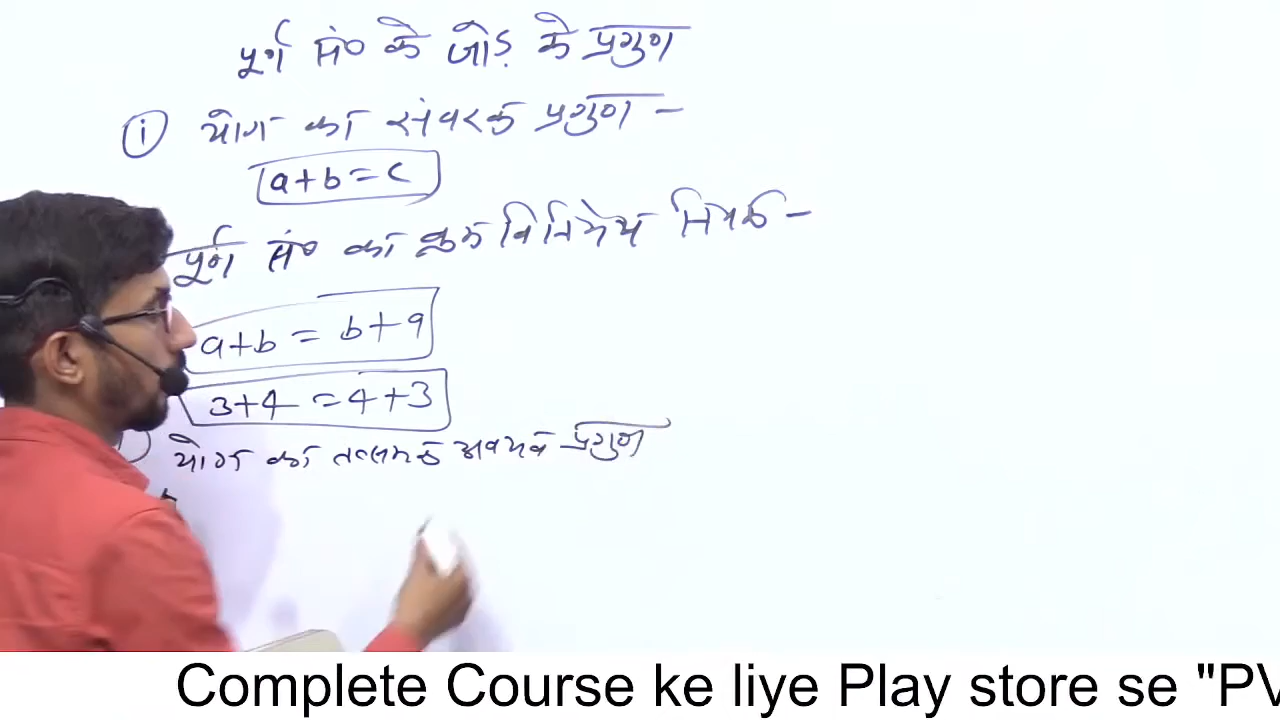 पूर्ण सं० के जोड़ के प्रगुण
(i) योग का संवरक प्रगुण -
a+b=c
पूर्ण सं० का क्रम विनिमेय नियम -
a+b = b+a
3+4 = 4+3
योग का तत्समक अवयव प्रगुण
Complete Course ke liye Play store se "PV